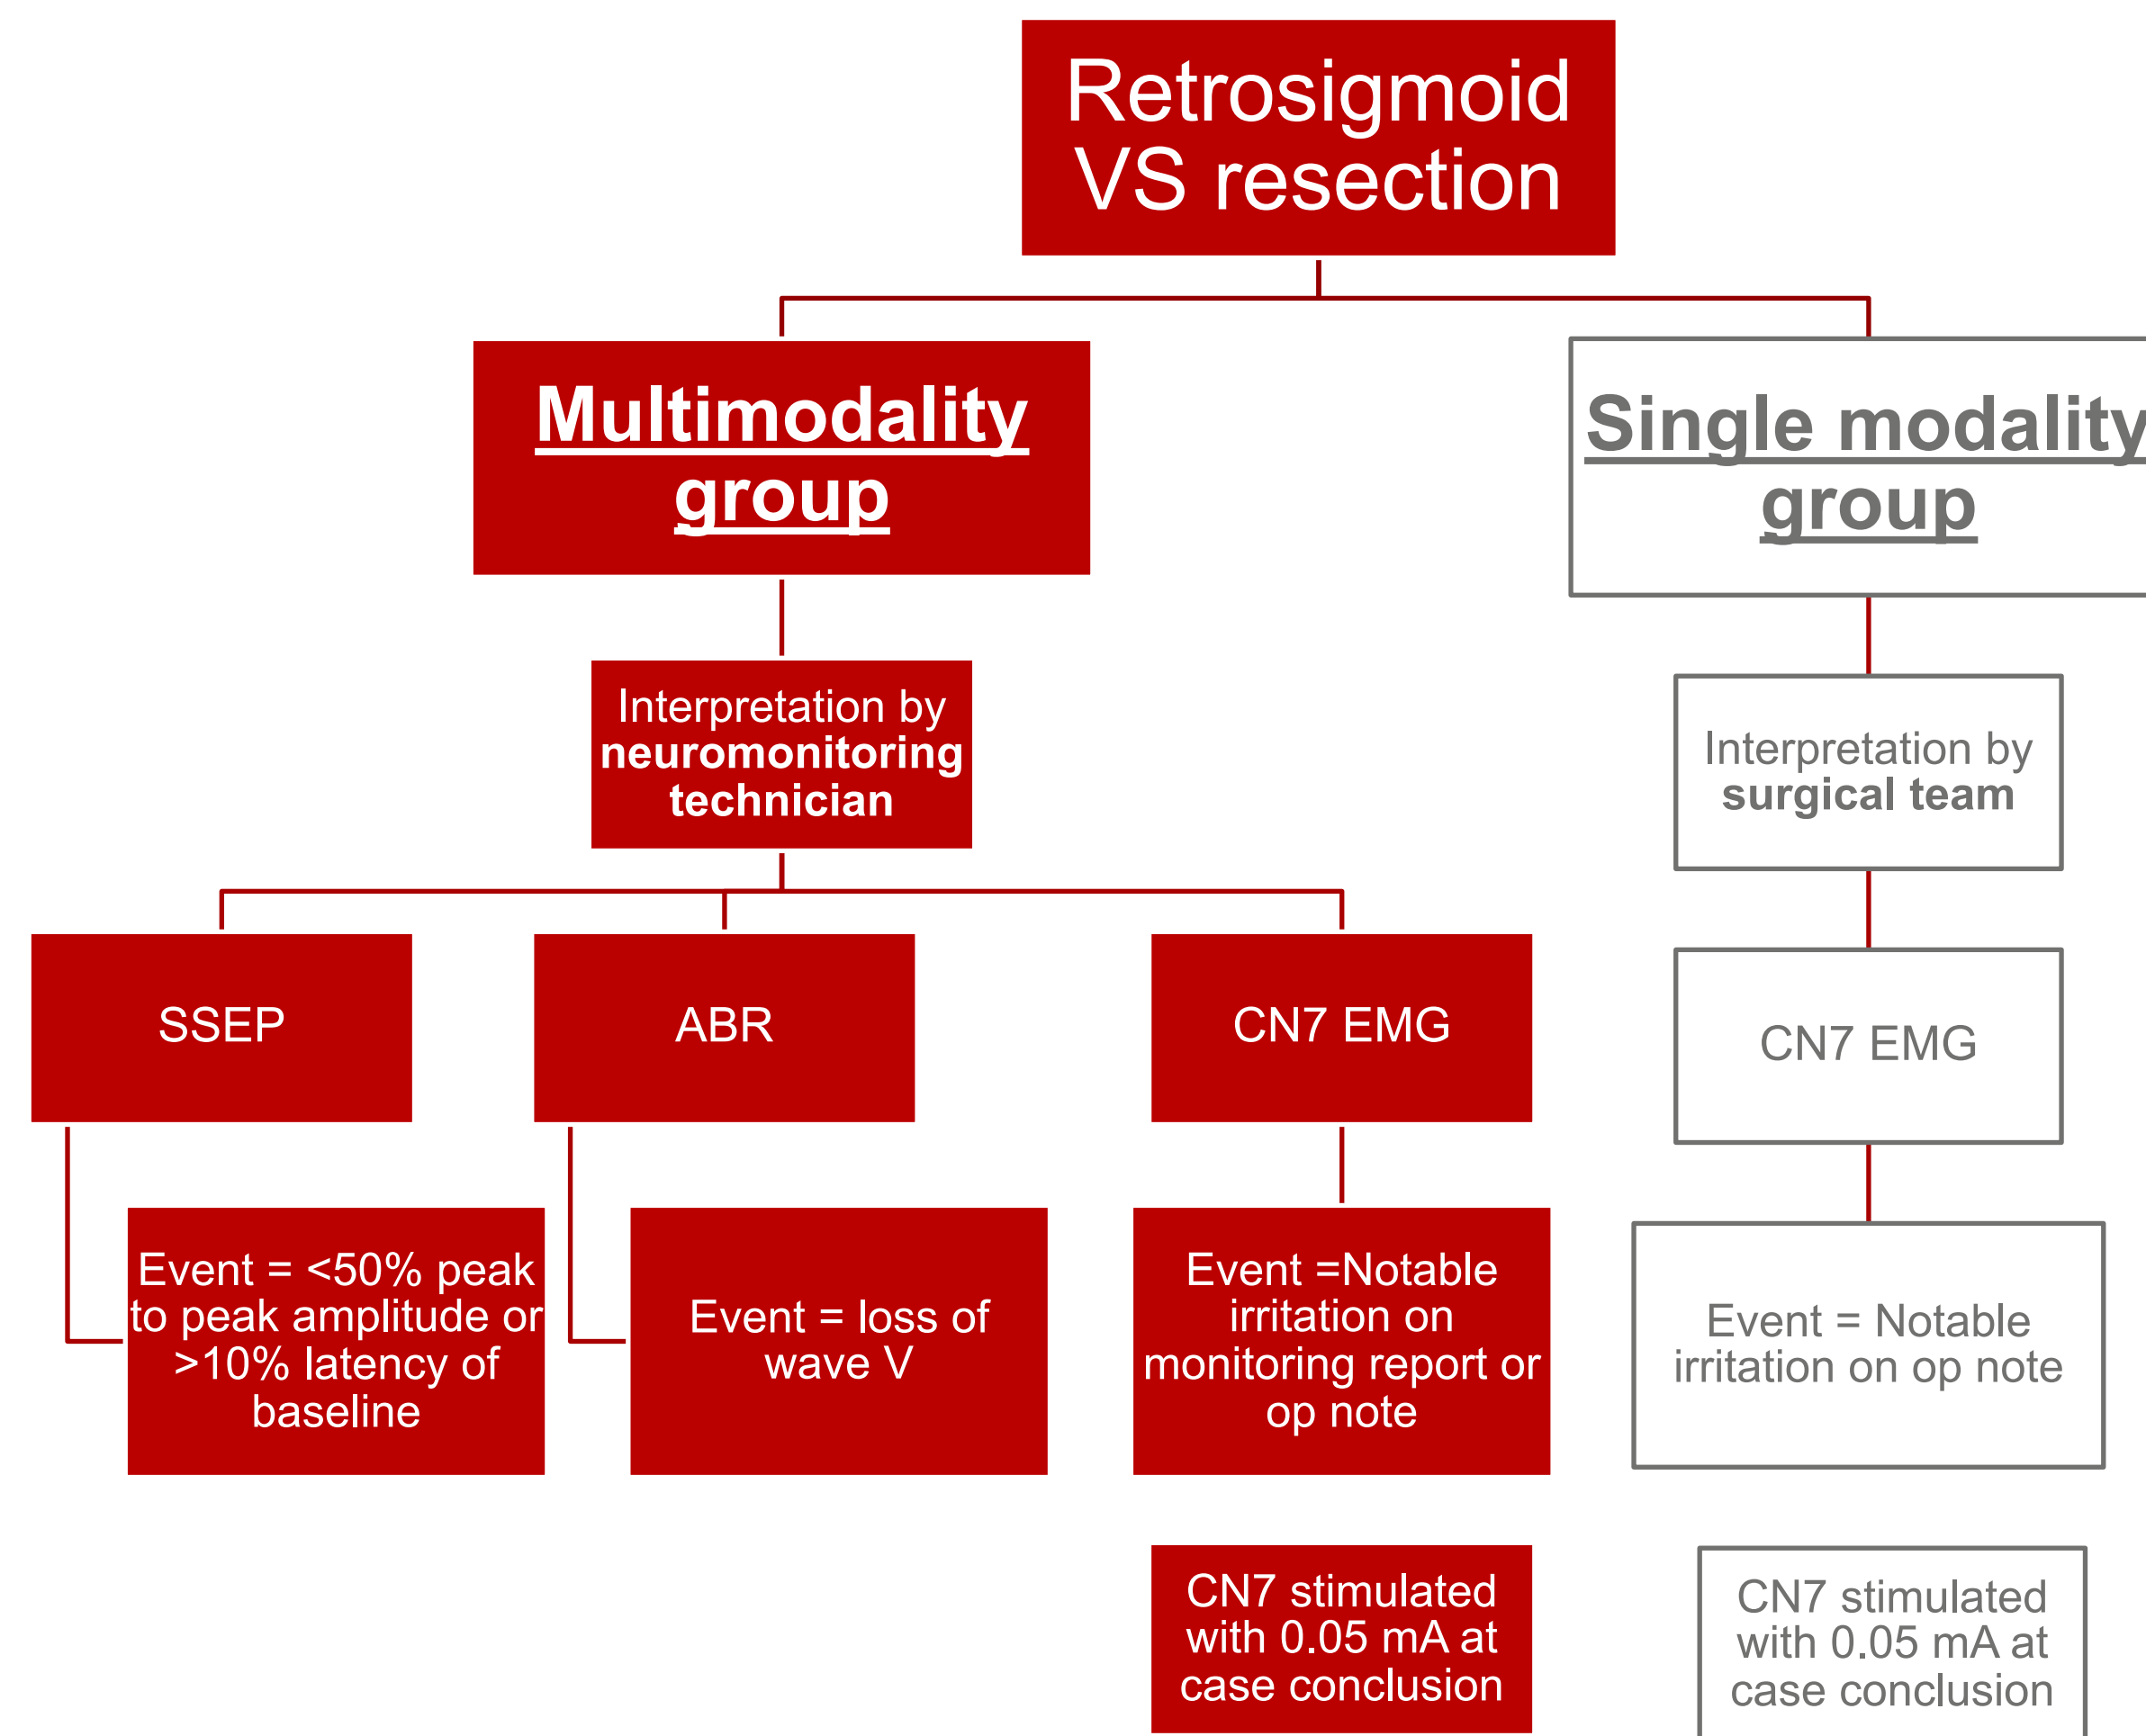 Retrosigmoid
VS resection
Multimodality
group
Single modality
group
Interpretation by
neuromonitoring
technician
Interpretation by
surgical team
SSEP
ABR
CN7 EMG
CN7 EMG
Event = <50% peak
to peak amplitude or
>10% latency of
baseline
Event = loss of
wave V
Event =Notable
irritation on
monitoring report or
op note
Event = Notable
irritation on op note
CN7 stimulated
with 0.05 mA at
case conclusion
CN7 stimulated
with 0.05 mA at
case conclusion